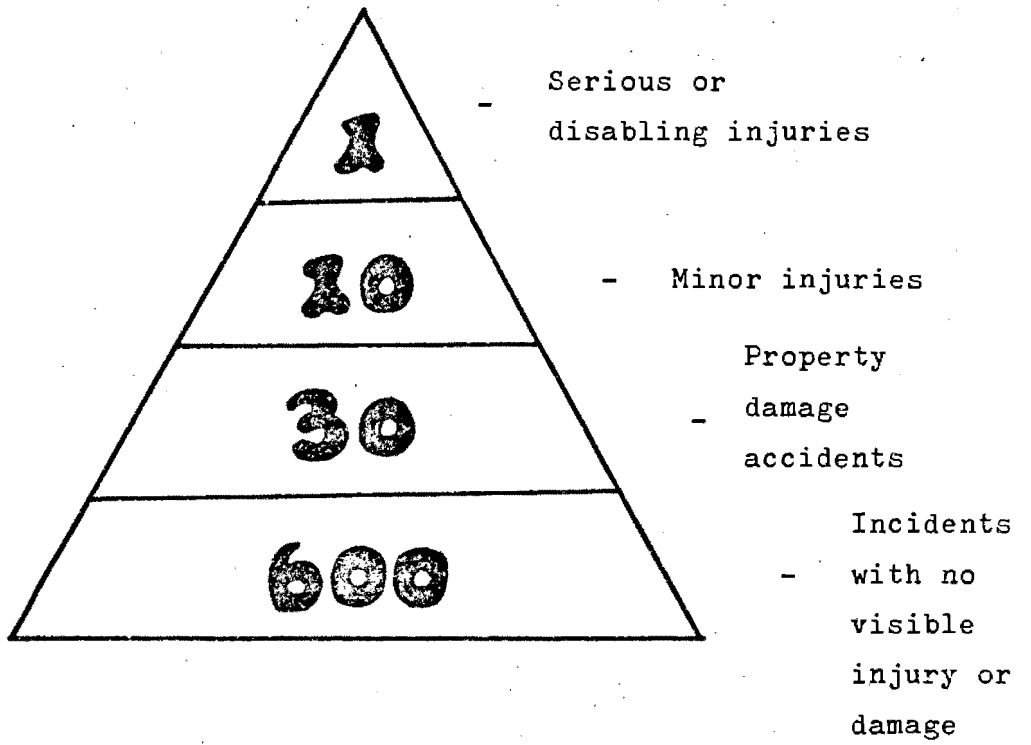 1
- Serious or
disabling injuries
10
- Minor injuries
30
Property
- damage
accidents
600
Incidents
- with no
visible
injury or
damage